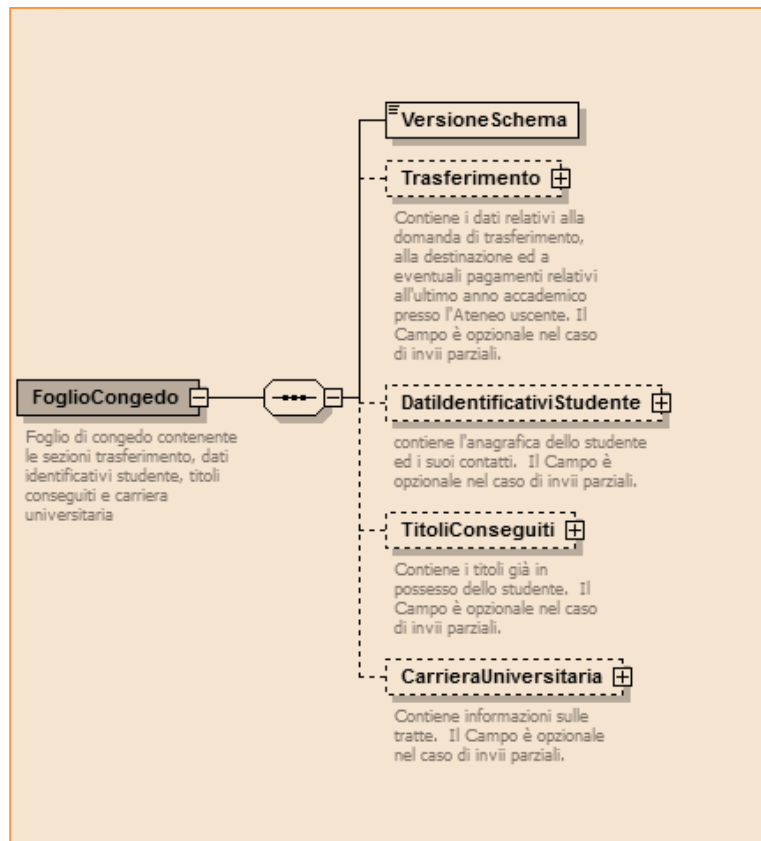 VersioneSchema
Trasferimento
Contiene i dati relativi alla
domanda di trasferimento,
alla destinazione ed a
eventuali pagamenti relativi
all'ultimo anno accademico
presso l'Ateneo uscente. Il
Campo è opzionale nel caso
di invii parziali.
FoglioCongedo
Foglio di congedo contenente
le sezioni trasferimento, dati
identificativi studente, titoli
conseguiti e carriera
universitaria
DatiIdentificativiStudente
contiene l'anagrafica dello studente
ed i suoi contatti. Il Campo è
opzionale nel caso di invii parziali.
TitoliConseguiti
Contiene i titoli già in
possesso dello studente. Il
Campo è opzionale nel caso
di invii parziali.
CarrieraUniversitaria
Contiene informazioni sulle
tratte. Il Campo è opzionale
nel caso di invii parziali.